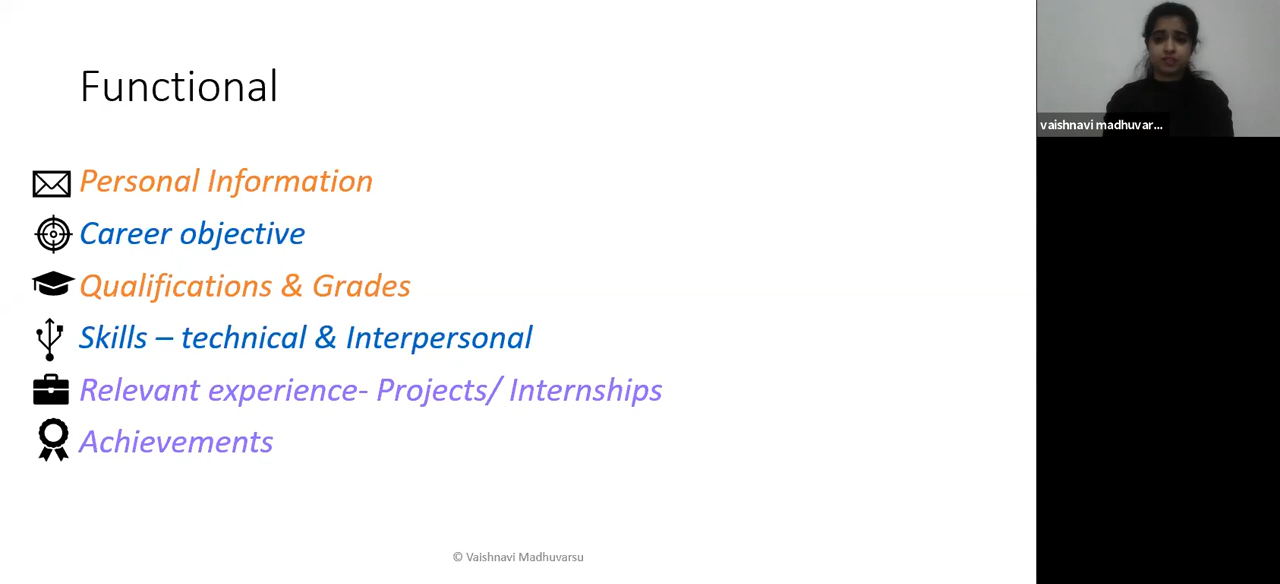 Functional
Personal Information
Career objective
Qualifications & Grades
Skills – technical & Interpersonal
Relevant experience- Projects/ Internships
Achievements
© Vaishnavi Madhuvarsu
vaishnavi madhuvar...